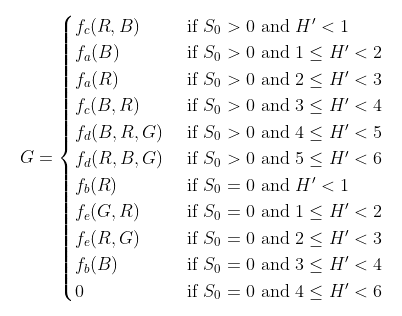 f_c(R, B) if S_0 > 0 and H' < 1
f_a(B) if S_0 > 0 and 1 ≤ H' < 2
f_a(R) if S_0 > 0 and 2 ≤ H' < 3
f_c(B, R) if S_0 > 0 and 3 ≤ H' < 4
f_d(B, R, G) if S_0 > 0 and 4 ≤ H' < 5
G = { f_d(R, B, G) if S_0 > 0 and 5 ≤ H' < 6
f_b(R) if S_0 = 0 and H' < 1
f_e(G, R) if S_0 = 0 and 1 ≤ H' < 2
f_e(R, G) if S_0 = 0 and 2 ≤ H' < 3
f_b(B) if S_0 = 0 and 3 ≤ H' < 4
0 if S_0 = 0 and 4 ≤ H' < 6